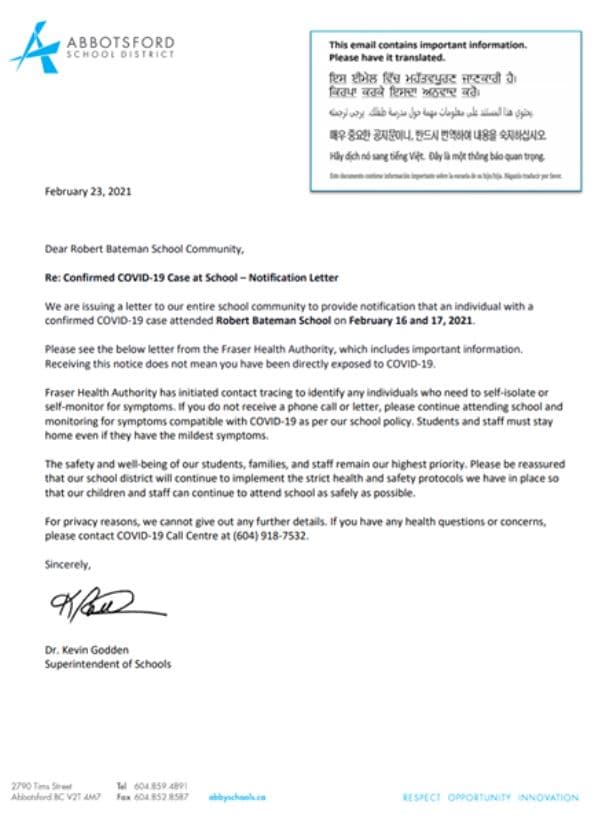 ABBOTSFORD
SCHOOL DISTRICT
This email contains important information.
Please have it translated.
ਇਸ ਈਮੇਲ ਵਿੱਚ ਮਹੱਤਵਪੂਰਣ ਜਾਣਕਾਰੀ ਹੈ।
ਕਿਰਪਾ ਕਰਕੇ ਇਸਦਾ ਅਨੁਵਾਦ ਕਰੋ।
يحتوي هذا المستند على معلومات مهمة حول مدرسة طفلك. يرجى ترجمته
매우 중요한 공지문이니, 반드시 번역하여 내용을 숙지하십시오.
Hãy dịch nó sang tiếng Việt. Đây là một thông báo quan trọng.
Este documento contiene información importante sobre la escuela de su hijo/hija. Hágaselo traducir por favor.
February 23, 2021
Dear Robert Bateman School Community,
Re: Confirmed COVID-19 Case at School – Notification Letter
We are issuing a letter to our entire school community to provide notification that an individual with a
confirmed COVID-19 case attended Robert Bateman School on February 16 and 17, 2021.
Please see the below letter from the Fraser Health Authority, which includes important information.
Receiving this notice does not mean you have been directly exposed to COVID-19.
Fraser Health Authority has initiated contact tracing to identify any individuals who need to self-isolate or
self-monitor for symptoms. If you do not receive a phone call or letter, please continue attending school and
monitoring for symptoms compatible with COVID-19 as per our school policy. Students and staff must stay
home even if they have the mildest symptoms.
The safety and well-being of our students, families, and staff remain our highest priority. Please be reassured
that our school district will continue to implement the strict health and safety protocols we have in place so
that our children and staff can continue to attend school as safely as possible.
For privacy reasons, we cannot give out any further details. If you have any health questions or concerns,
please contact COVID-19 Call Centre at (604) 918-7532.
Sincerely,
Dr. Kevin Godden
Superintendent of Schools
2790 Tims Street Tel 604.859.4891
Abbotsford BC V2T 4M7 Fax 604.852.8587 abbyschools.ca RESPECT OPPORTUNITY INNOVATION